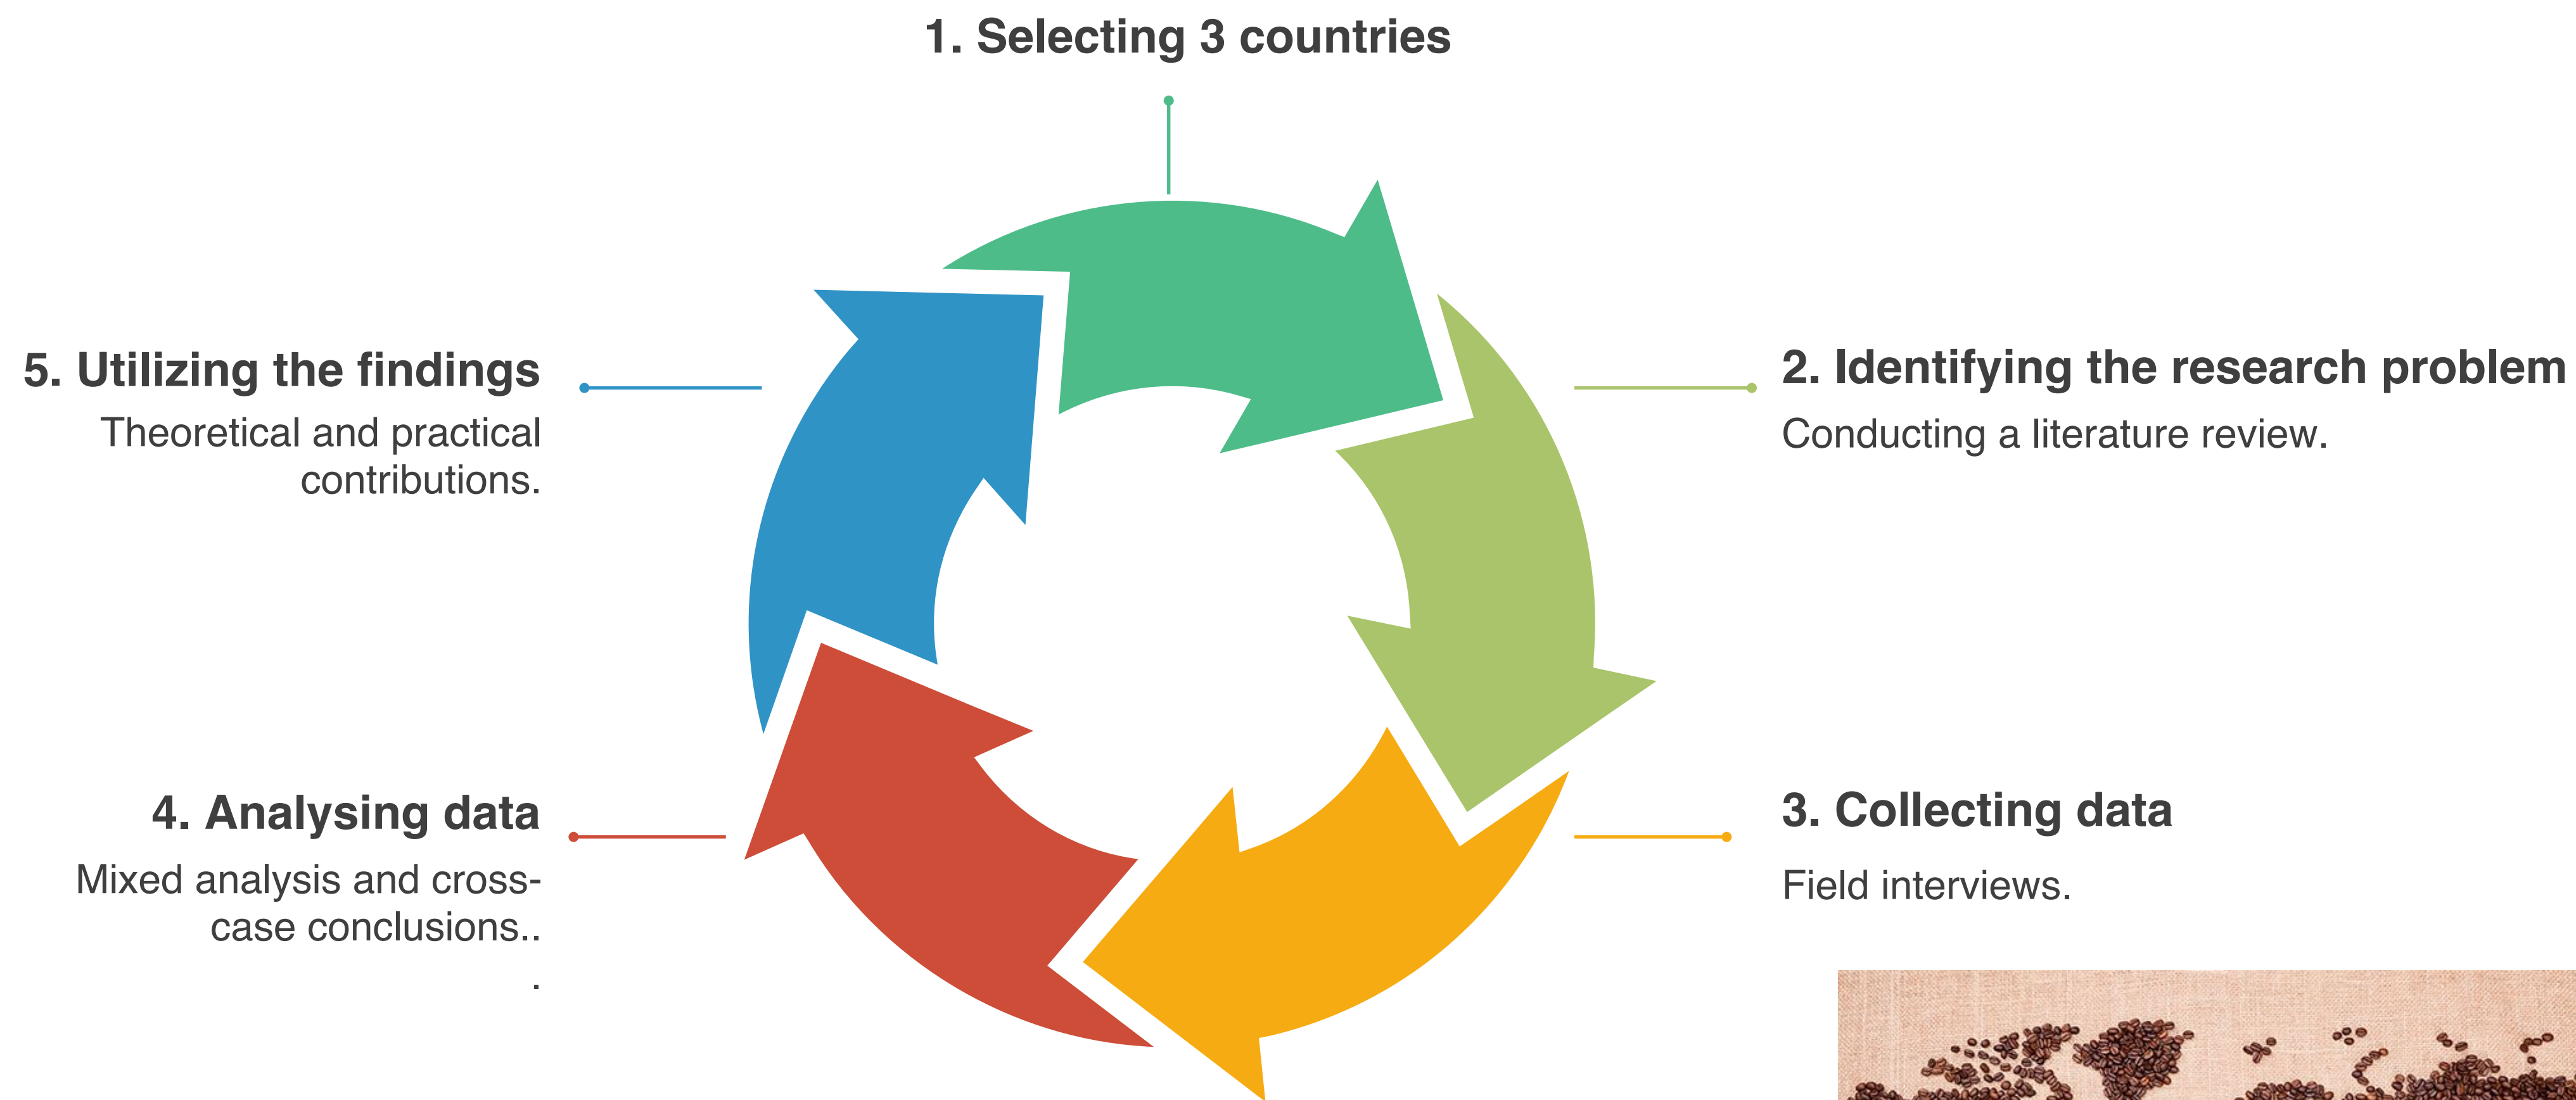 1. Selecting 3 countries
2. Identifying the research problem
Conducting a literature review.
3. Collecting data
Field interviews.
4. Analysing data
Mixed analysis and cross-
case conclusions..
.
5. Utilizing the findings
Theoretical and practical
contributions.